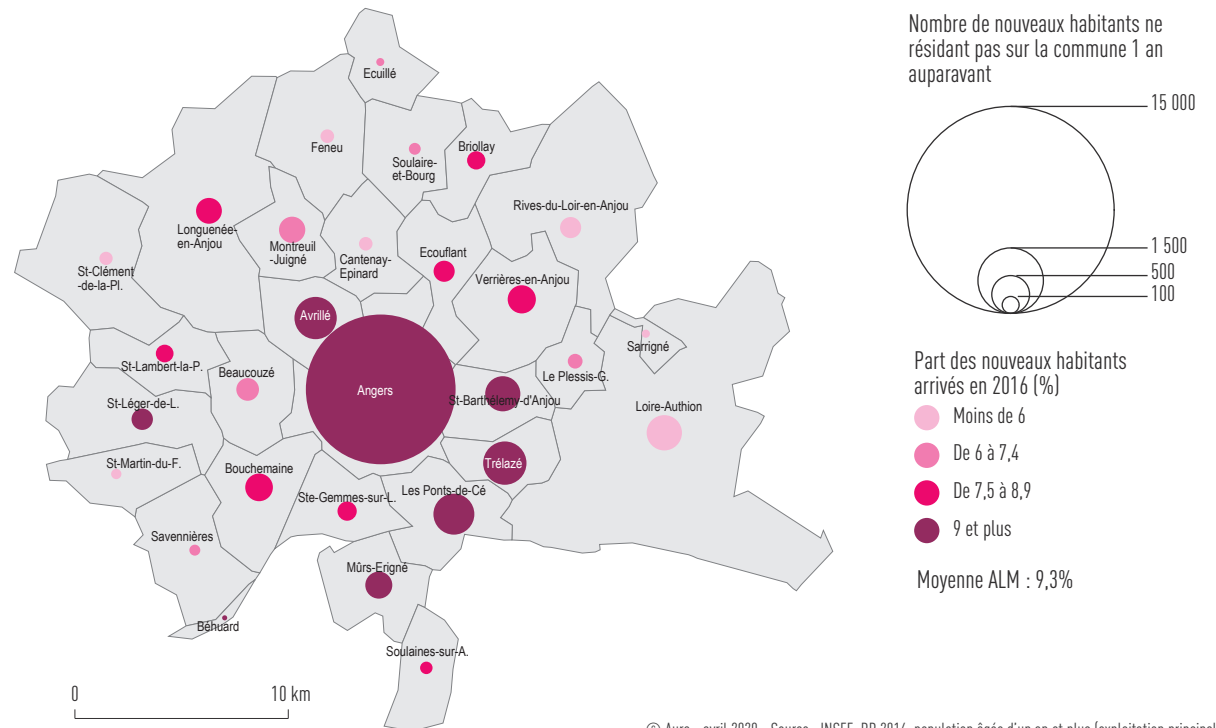 Nombre de nouveaux habitants ne
résidant pas sur la commune 1 an
auparavant
15 000
1 500
500
100
Part des nouveaux habitants
arrivés en 2016 (%)
Moins de 6
De 6 à 7,4
De 7,5 à 8,9
9 et plus
Moyenne ALM : 9,3%
Ecuillé
Feneu
Soulaire-
et-Bourg
Briollay
Longuenée-
en-Anjou
Montreuil
-Juigné
Cantenay-
Epinard
Ecouflant
Rives-du-Loir-en-Anjou
St-Clément
-de-la-Pl.
Verrières-en-Anjou
Avrillé
Sarrigné
St-Lambert-la-P.
Beaucouzé
Angers
Le Plessis-G.
St-Barthélemy-d'Anjou
Loire-Authion
St-Léger-de-L.
St-Martin-du-F.
Bouchemaine
Ste-Gemmes-sur-L.
Les Ponts-de-Cé
Trélazé
Savennières
Mûrs-Erigné
Béhuard
Soulaines-sur-A.
0
10 km